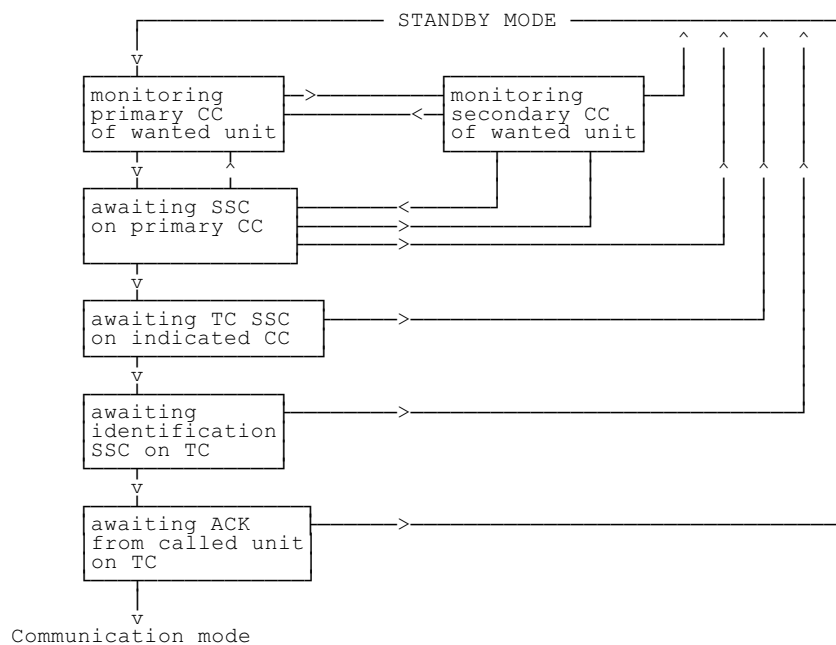 STANDBY MODE
monitoring
primary CC
of wanted unit
monitoring
secondary CC
of wanted unit
awaiting SSC
on primary CC
awaiting TC SSC
on indicated CC
awaiting
identification
SSC on TC
awaiting ACK
from called unit
on TC
Communication mode